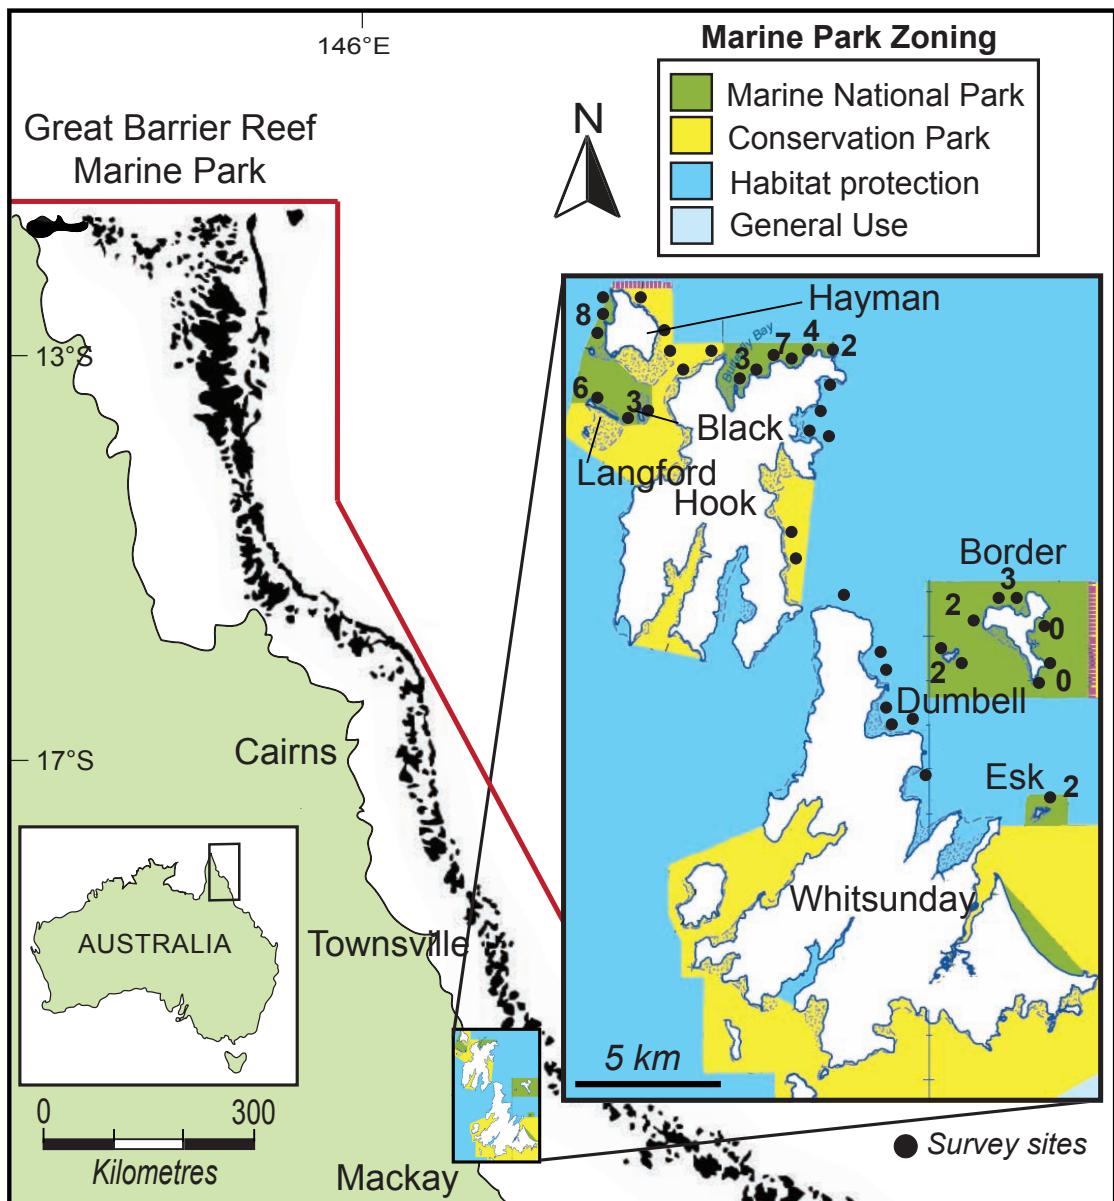 146°E
Marine Park Zoning
Marine National Park
Conservation Park
Habitat protection
General Use
Great Barrier Reef
Marine Park
N
13°S
17°S
Hayman
8
Butterfly Bay
3
7
4
2
6
3
Black
Langford
Hook
Border
3
2
0
2
0
Dumbell
Esk
2
Whitsunday
5 km
Cairns
Townsville
Mackay
AUSTRALIA
0
300
Kilometres
Survey sites